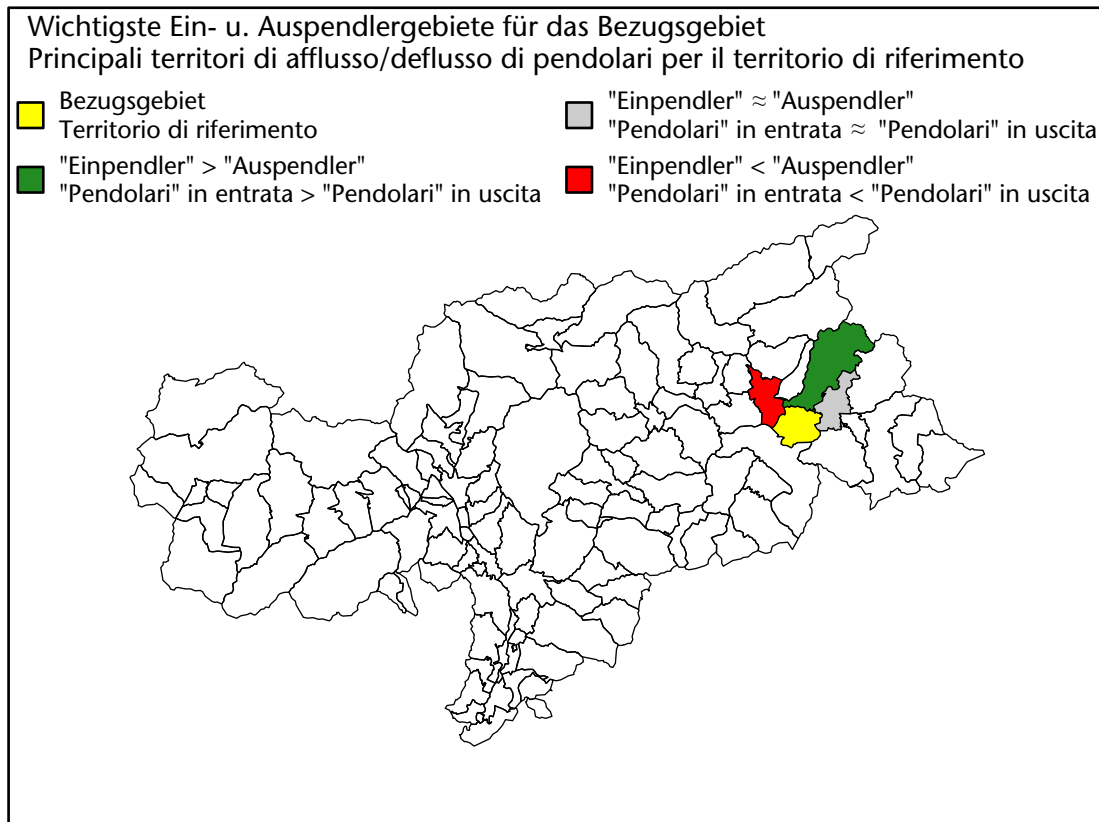 Wichtigste Ein- u. Auspendlergebiete für das Bezugsgebiet
Principali territori di afflusso/deflusso di pendolari per il territorio di riferimento
Bezugsgebiet
Territorio di riferimento
"Einpendler" > "Auspendler"
"Pendolari" in entrata > "Pendolari" in uscita
"Einpendler" ≈ "Auspendler"
"Pendolari" in entrata ≈ "Pendolari" in uscita
"Einpendler" < "Auspendler"
"Pendolari" in entrata < "Pendolari" in uscita